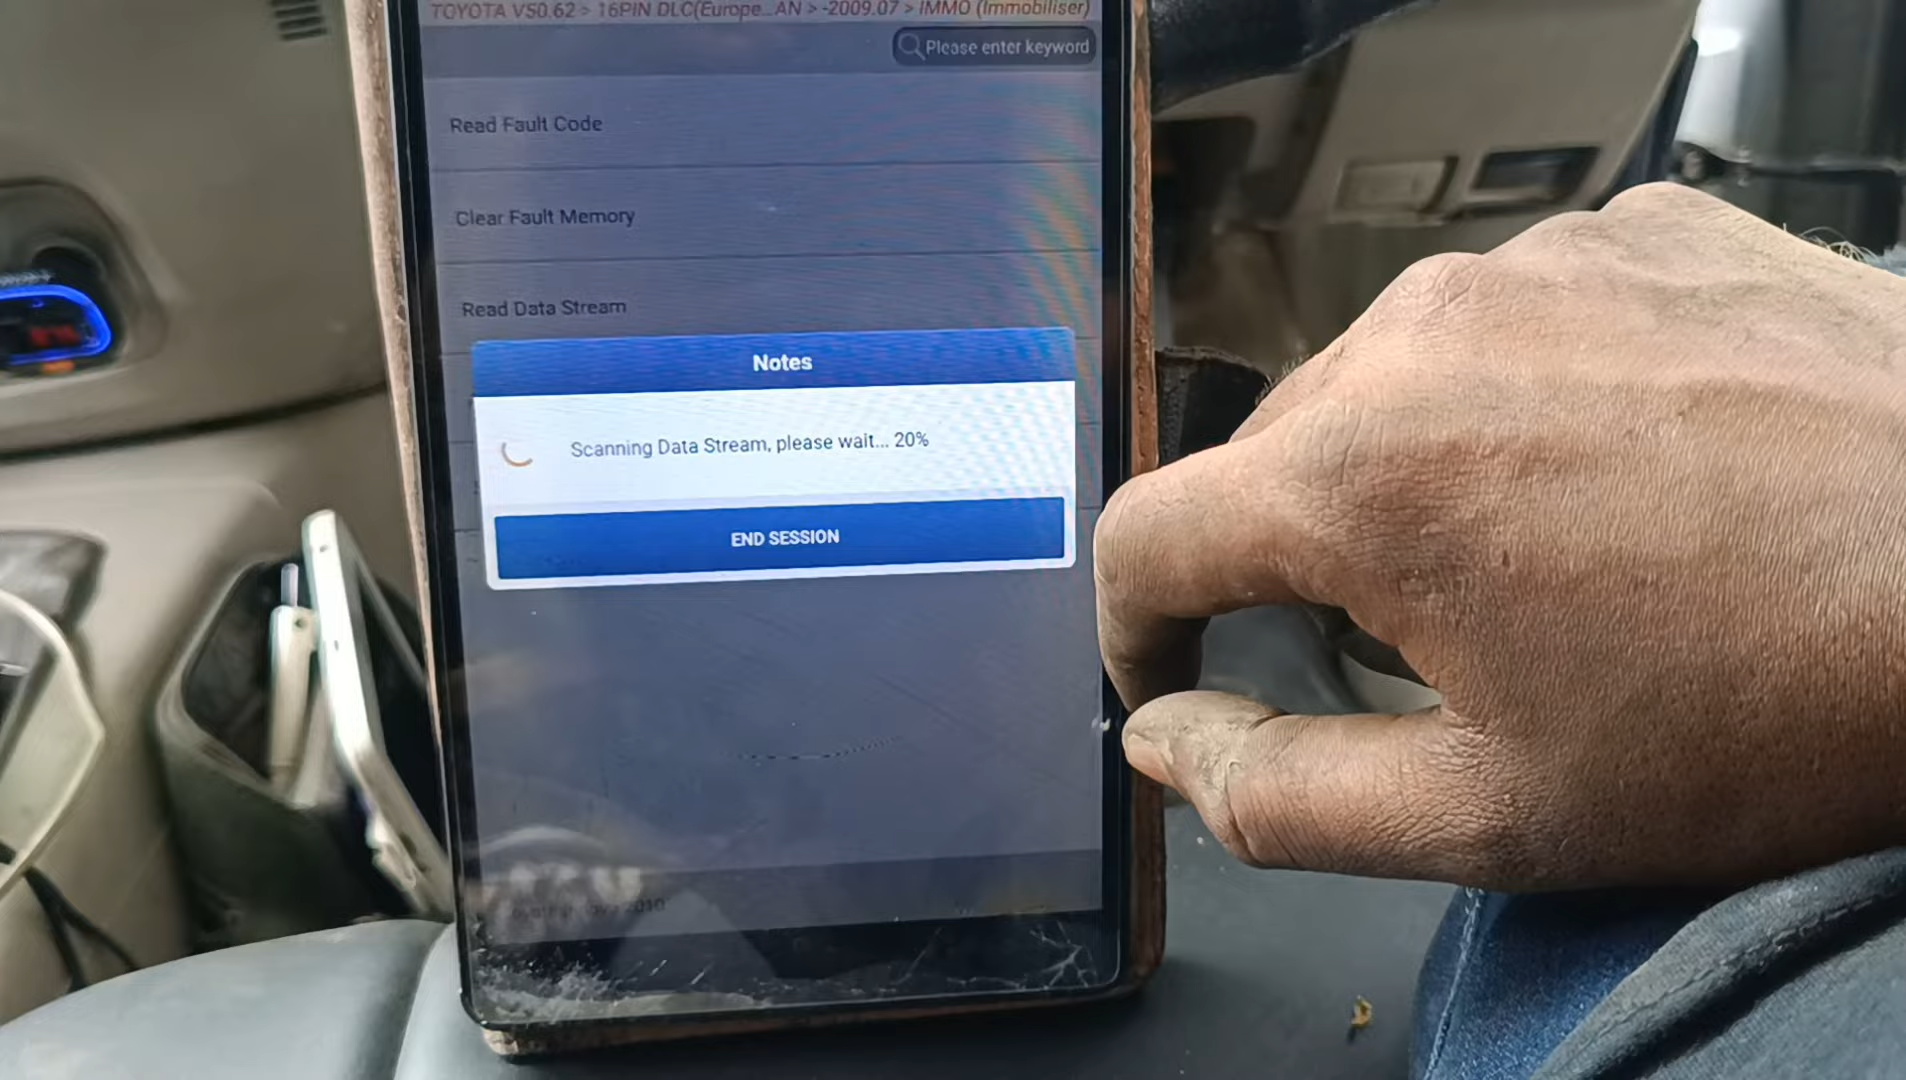 TOYOTA V50.62 > 16PIN DLC(Europe...AN > -2009.07 > IMMO (Immobiliser)
Please enter keyword
Read Fault Code
Clear Fault Memory
Read Data Stream
Notes
Scanning Data Stream, please wait... 20%
END SESSION
2010